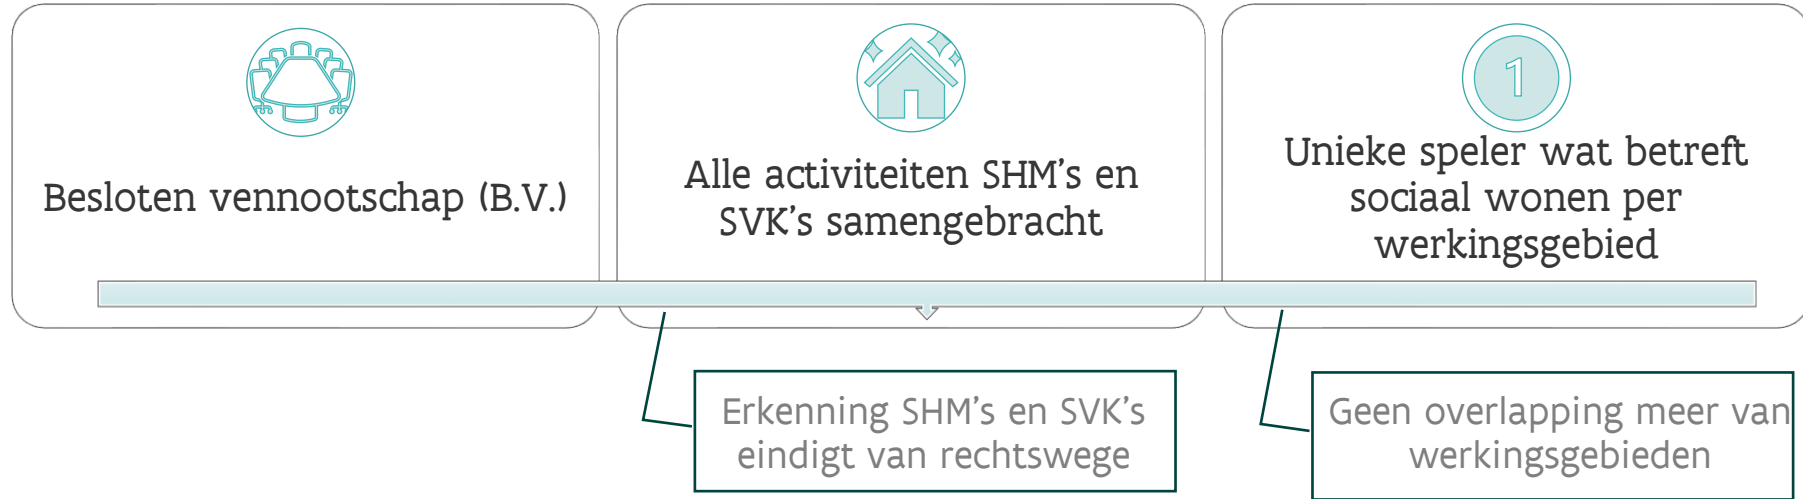 Besloten vennootschap (B.V.)
Alle activiteiten SHM's en
SVK's samengebracht
1
Unieke speler wat betreft
sociaal wonen per
werkingsgebied
Erkenning SHM's en SVK's
eindigt van rechtswege
Geen overlapping meer van
werkingsgebieden